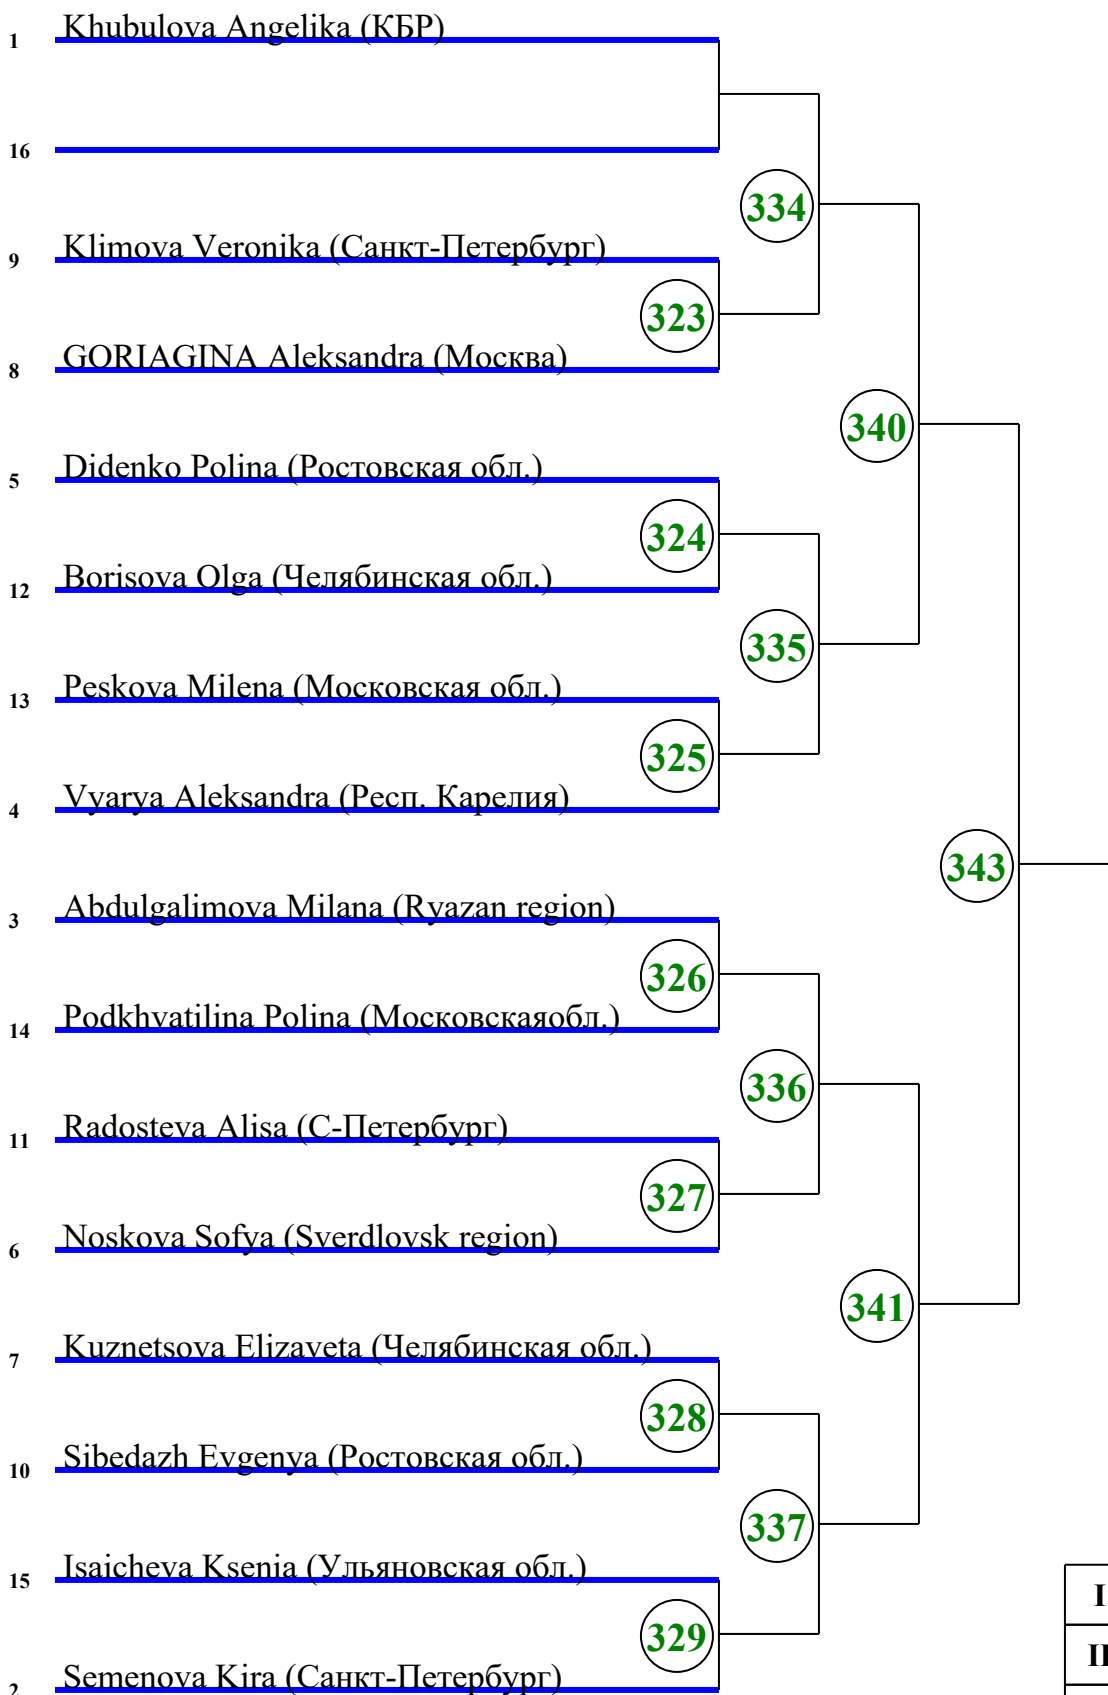 1 Khubulova Angelika (КБР)
16
334
9 Klimova Veronika (Санкт-Петербург)
323
8 GORIAGINA Aleksandra (Москва)
340
5 Didenko Polina (Ростовская обл.)
324
12 Borisova Olga (Челябинская обл.)
335
13 Peskova Milena (Московская обл.)
325
4 Vyarya Aleksandra (Респ. Карелия)
343
3 Abdulgalimova Milana (Ryazan region)
326
14 Podkhvatilina Polina (Московскаяобл.)
336
11 Radosteva Alisa (С-Петербург)
327
6 Noskova Sofya (Sverdlovsk region)
341
7 Kuznetsova Elizaveta (Челябинская обл.)
328
10 Sibedazh Evgenya (Ростовская обл.)
337
15 Isaicheva Ksenia (Ульяновская обл.)
I
329
II
2 Semenova Kira (Санкт-Петербург)